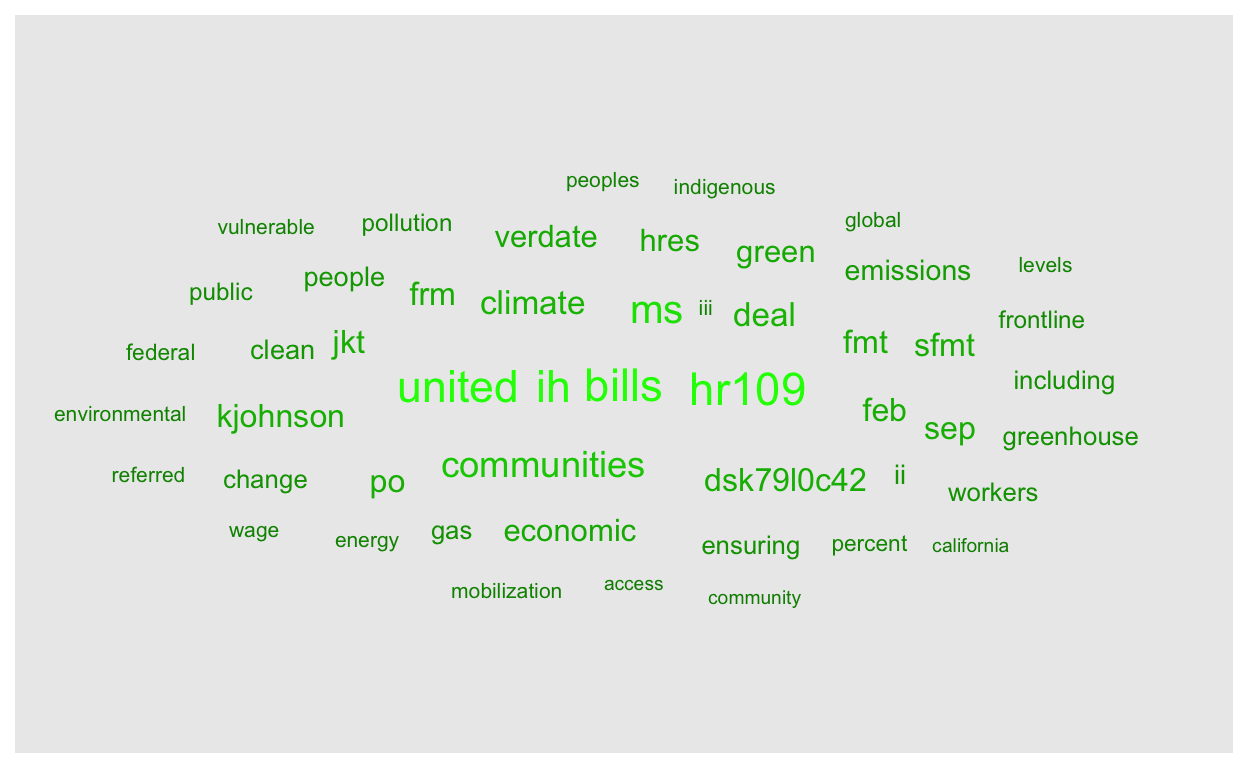 peoples indigenous
vulnerable pollution verdate hres green global
public people frm climate ms iii deal emissions levels
federal clean jkt fmt sfmt frontline
environmental kjohnson united ih bills hr109 feb sep including greenhouse
referred change po communities dsk79l0c42 ii workers
wage energy gas economic ensuring percent california
mobilization access community